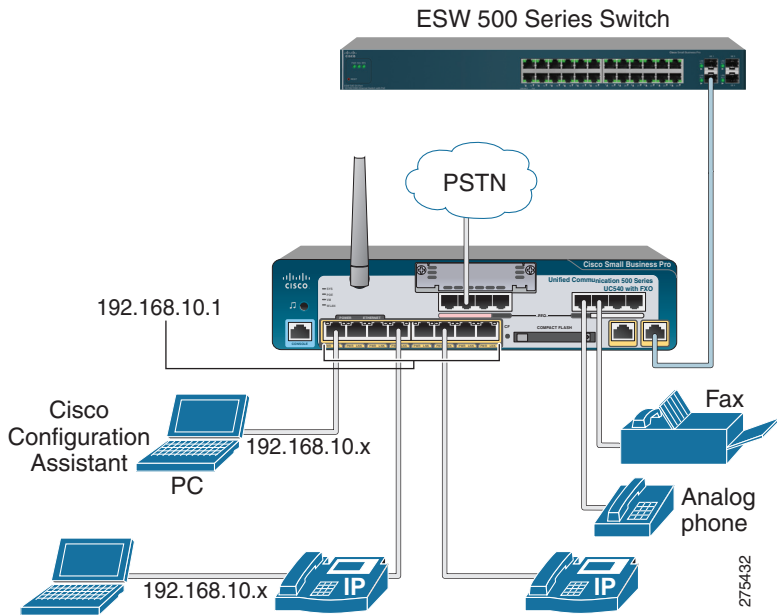 ESW 500 Series Switch
PSTN
Cisco Small Business Pro
CISCO
Unified Communication 500 Series
UC540 with FXO
192.168.10.1
CONSOLE
CF
COMPACT FLASH
Cisco
Configuration
Assistant
192.168.10.x
PC
Fax
Analog
phone
192.168.10.x
IP
IP
275432